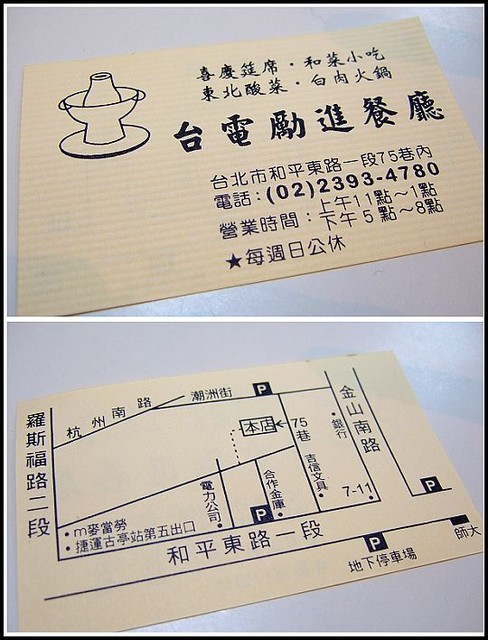 喜慶筵席·和菜小吃
東北酸菜·白肉火鍋
台電勵進餐廳
台北市和平東路一段75巷內
電話:(02)2393-4780
營業時間:上午11點～1點
下午5點～8點
★每週日公休
羅斯福路二段
杭州南路
潮洲街
P
金山南路
本店
75巷
•銀行
吉信文具•
7-11•
電力公司•
合作金庫•
P
P
•m麥當勞
•捷運古亭站第五出口
和平東路一段
P
地下停車場
師大